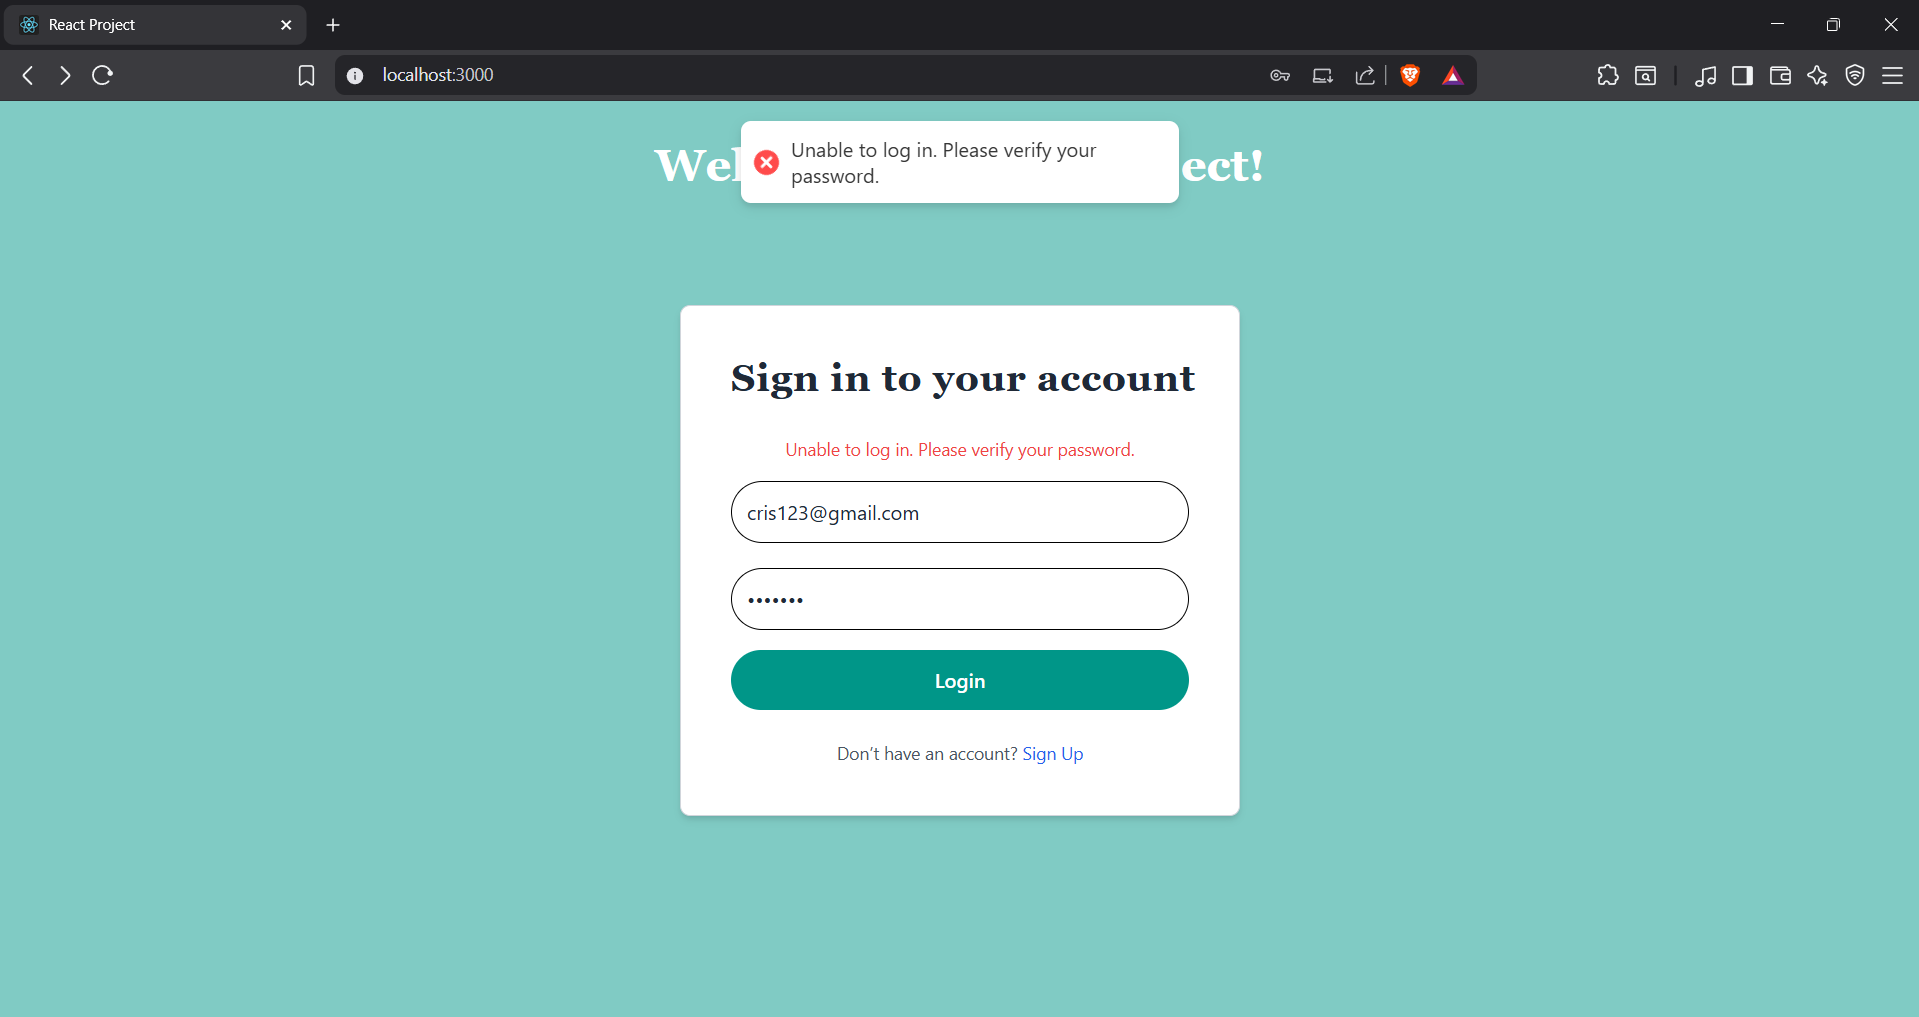 React Project
localhost:3000
Unable to log in. Please verify your
password.
Wel ect!
Sign in to your account
Unable to log in. Please verify your password.
cris123@gmail.com
•••••••
Login
Don't have an account? Sign Up